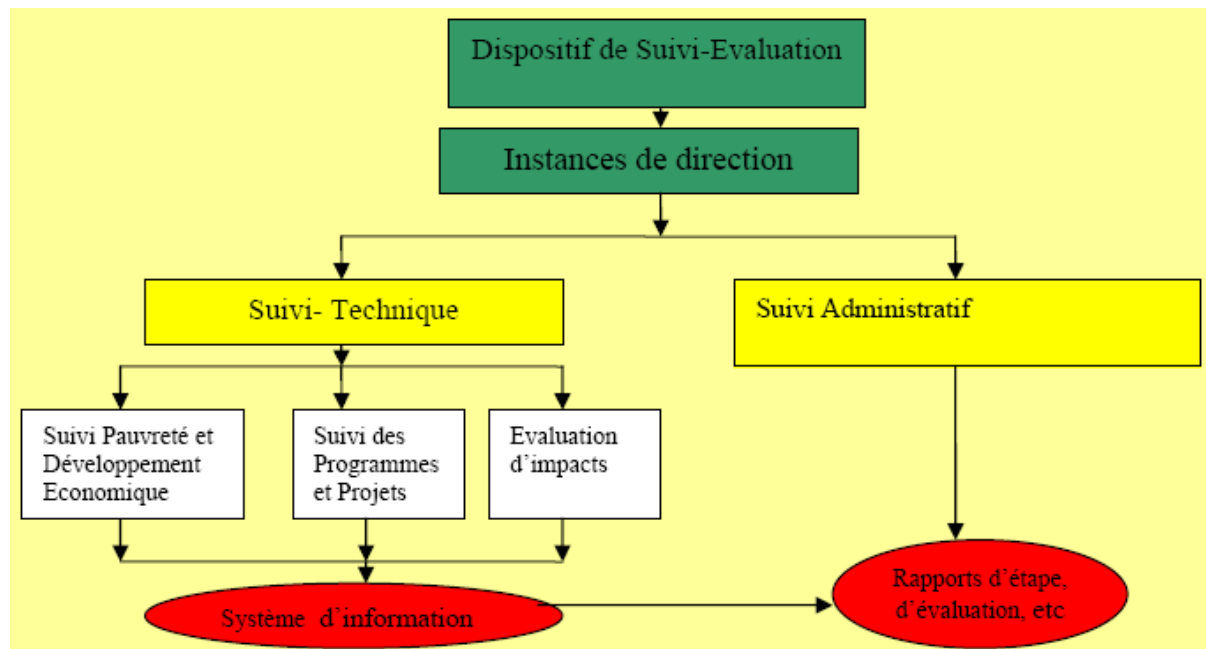 Dispositif de Suivi-Evaluation
Instances de direction
Suivi- Technique
Suivi Administratif
Suivi Pauvreté et
Développement
Economique
Suivi des
Programmes
et Projets
Evaluation
d’impacts
Système d’information
Rapports d’étape,
d’évaluation, etc